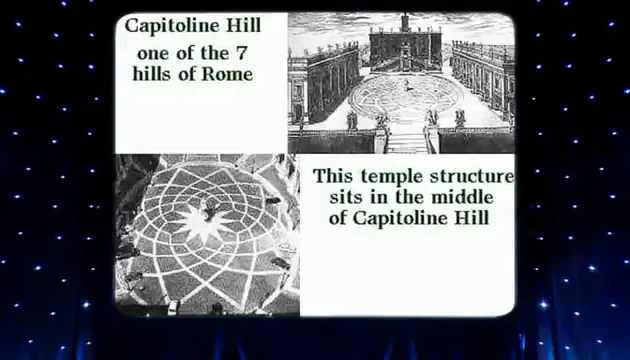 Capitoline Hill
one of the 7
hills of Rome
This temple structure
sits in the middle
of Capitoline Hill